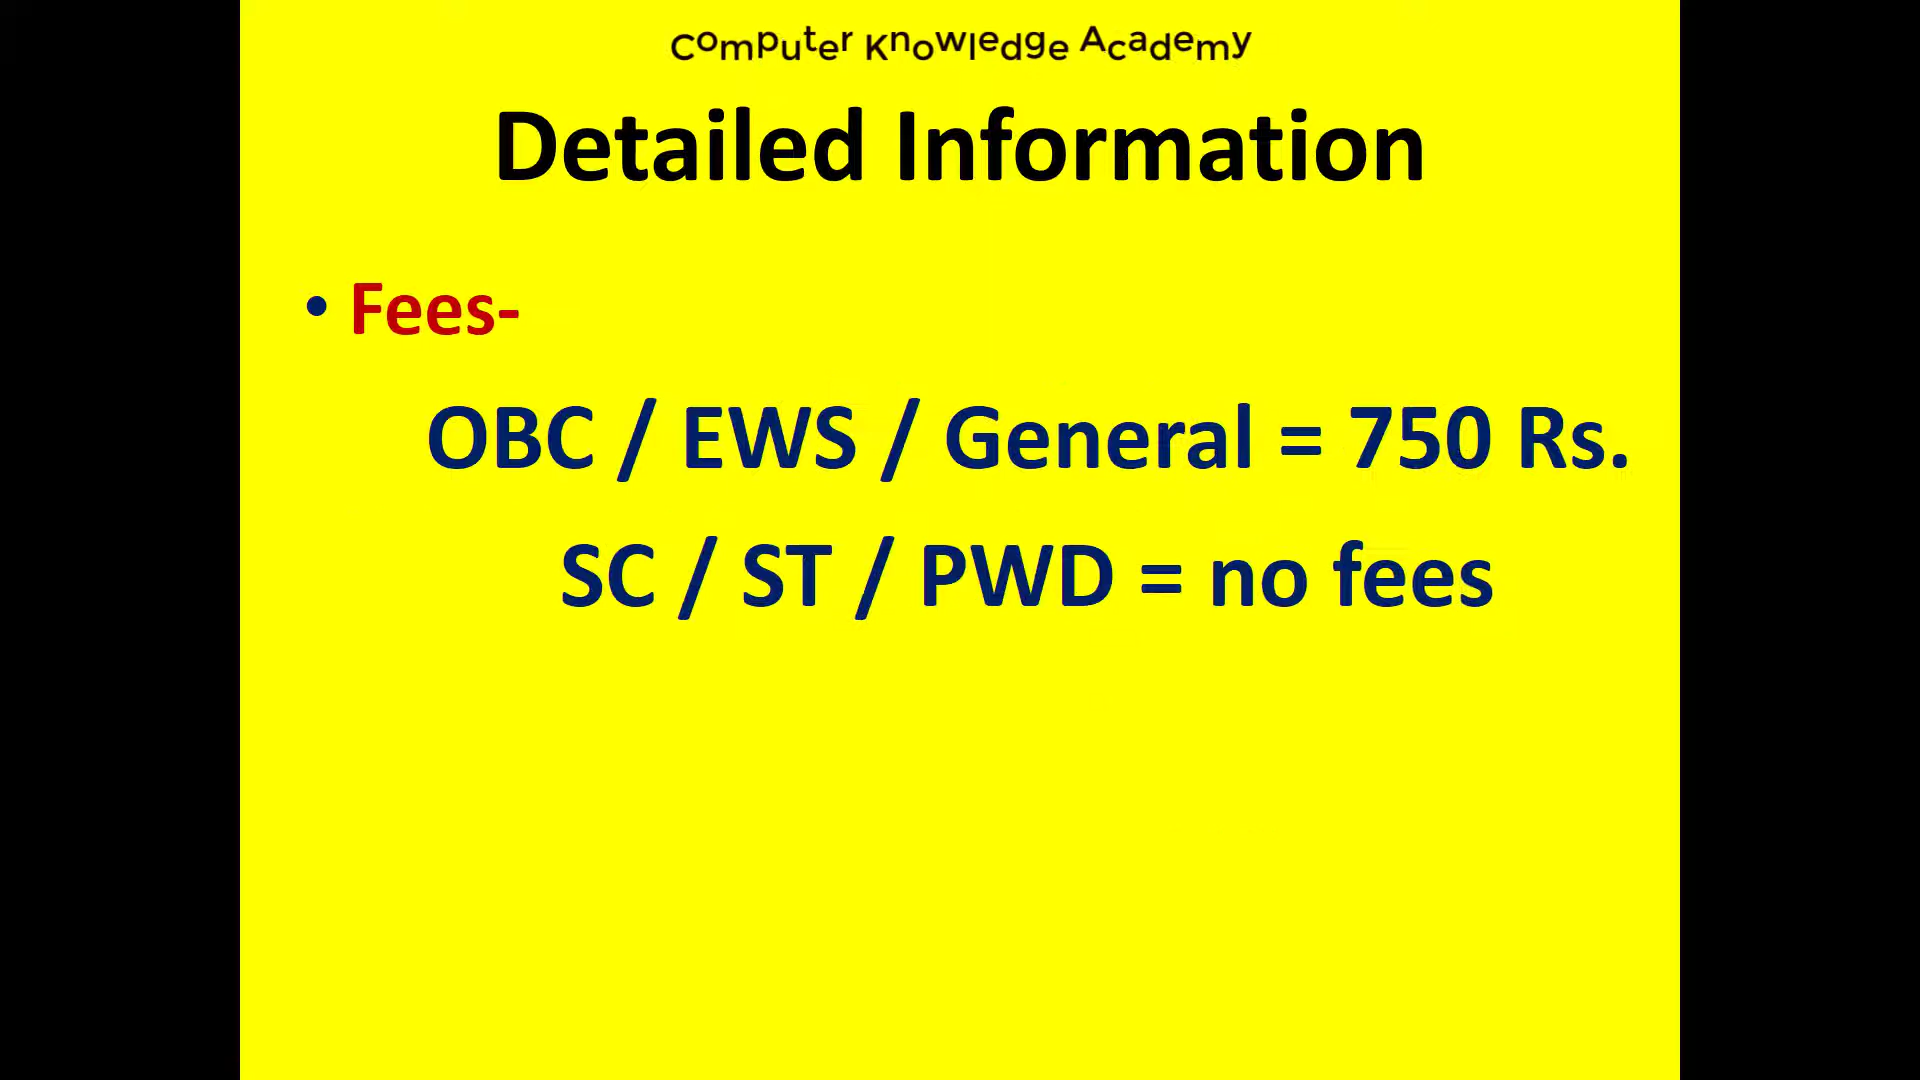 Computer Knowledge Academy
Detailed Information
• Fees-
OBC / EWS / General = 750 Rs.
SC / ST / PWD = no fees